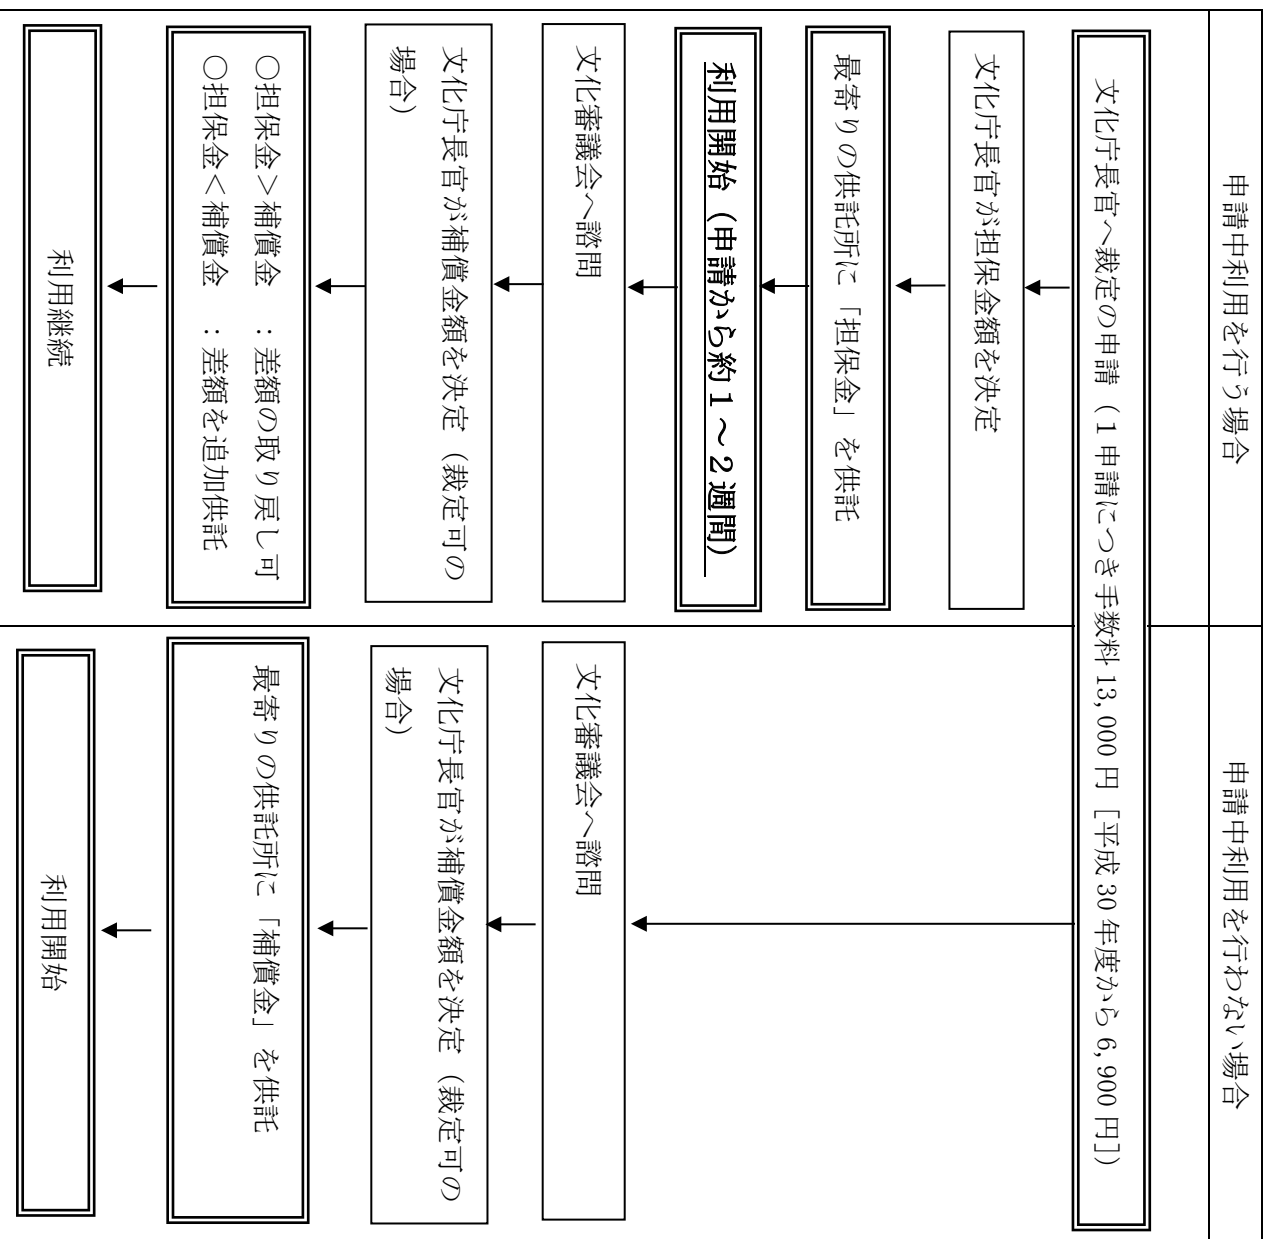 申請中利用を行う場合
申請中利用を行わない場合
文化庁長官へ裁定の申請（1申請につき手数料13,000円［平成30年度から6,900円］）
文化庁長官が担保金額を決定
最寄りの供託所に「担保金」を供託
利用開始（申請から約1～2週間）
文化審議会へ諮問
文化庁長官が補償金額を決定（裁定可の
場合）
○担保金＞補償金　：差額の取り戻し可
○担保金＜補償金　：差額を追加供託
利用継続
文化審議会へ諮問
文化庁長官が補償金額を決定（裁定可の
場合）
最寄りの供託所に「補償金」を供託
利用開始